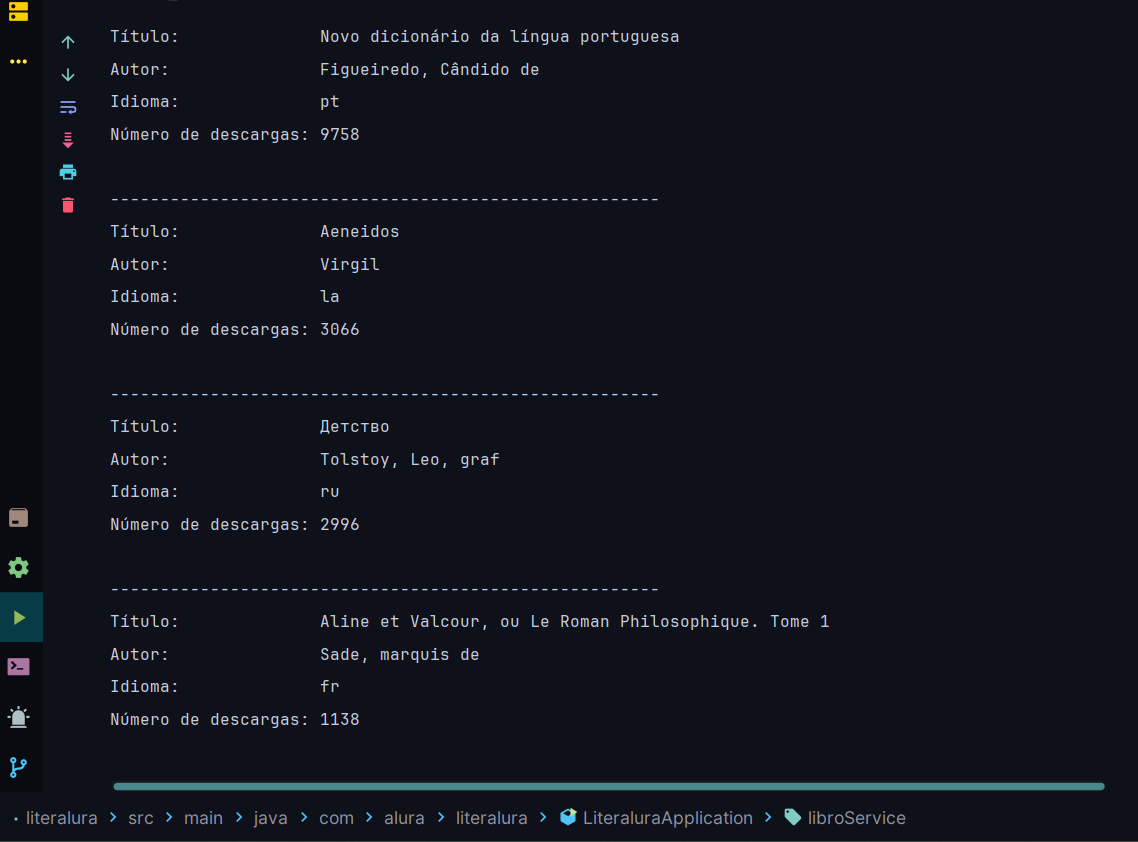 Título:                     Novo dicionário da língua portuguesa
Autor:                      Figueiredo, Cândido de
Idioma:                     pt
Número de descargas: 9758
-------------------------------------------------------
Título:                     Aeneidos
Autor:                      Virgil
Idioma:                     la
Número de descargas: 3066
-------------------------------------------------------
Título:                     Детство
Autor:                      Tolstoy, Leo, graf
Idioma:                     ru
Número de descargas: 2996
-------------------------------------------------------
Título:                     Aline et Valcour, ou Le Roman Philosophique. Tome 1
Autor:                      Sade, marquis de
Idioma:                     fr
Número de descargas: 1138
literalura > src > main > java > com > alura > literalura > LiteraluraApplication > libroService